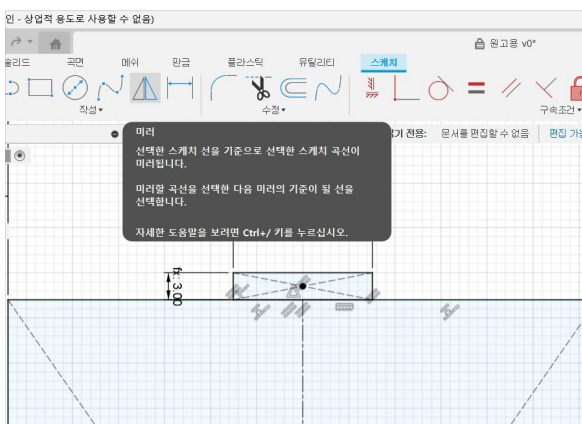 인 - 상업적 용도로 사용할 수 없음)
원고용 v0*
솔리드 곡면 메쉬 판금 플라스틱 유틸리티 스케치
작성▾ 수정▾ 구속조건▾
읽기 전용: 문서를 편집할 수 없음 편집 가능
미러
선택한 스케치 선을 기준으로 선택한 스케치 곡선이
미러됩니다.
미러할 곡선을 선택한 다음 미러의 기준이 될 선을
선택합니다.
자세한 도움말을 보려면 Ctrl+/ 키를 누르십시오.
fx: 3.00